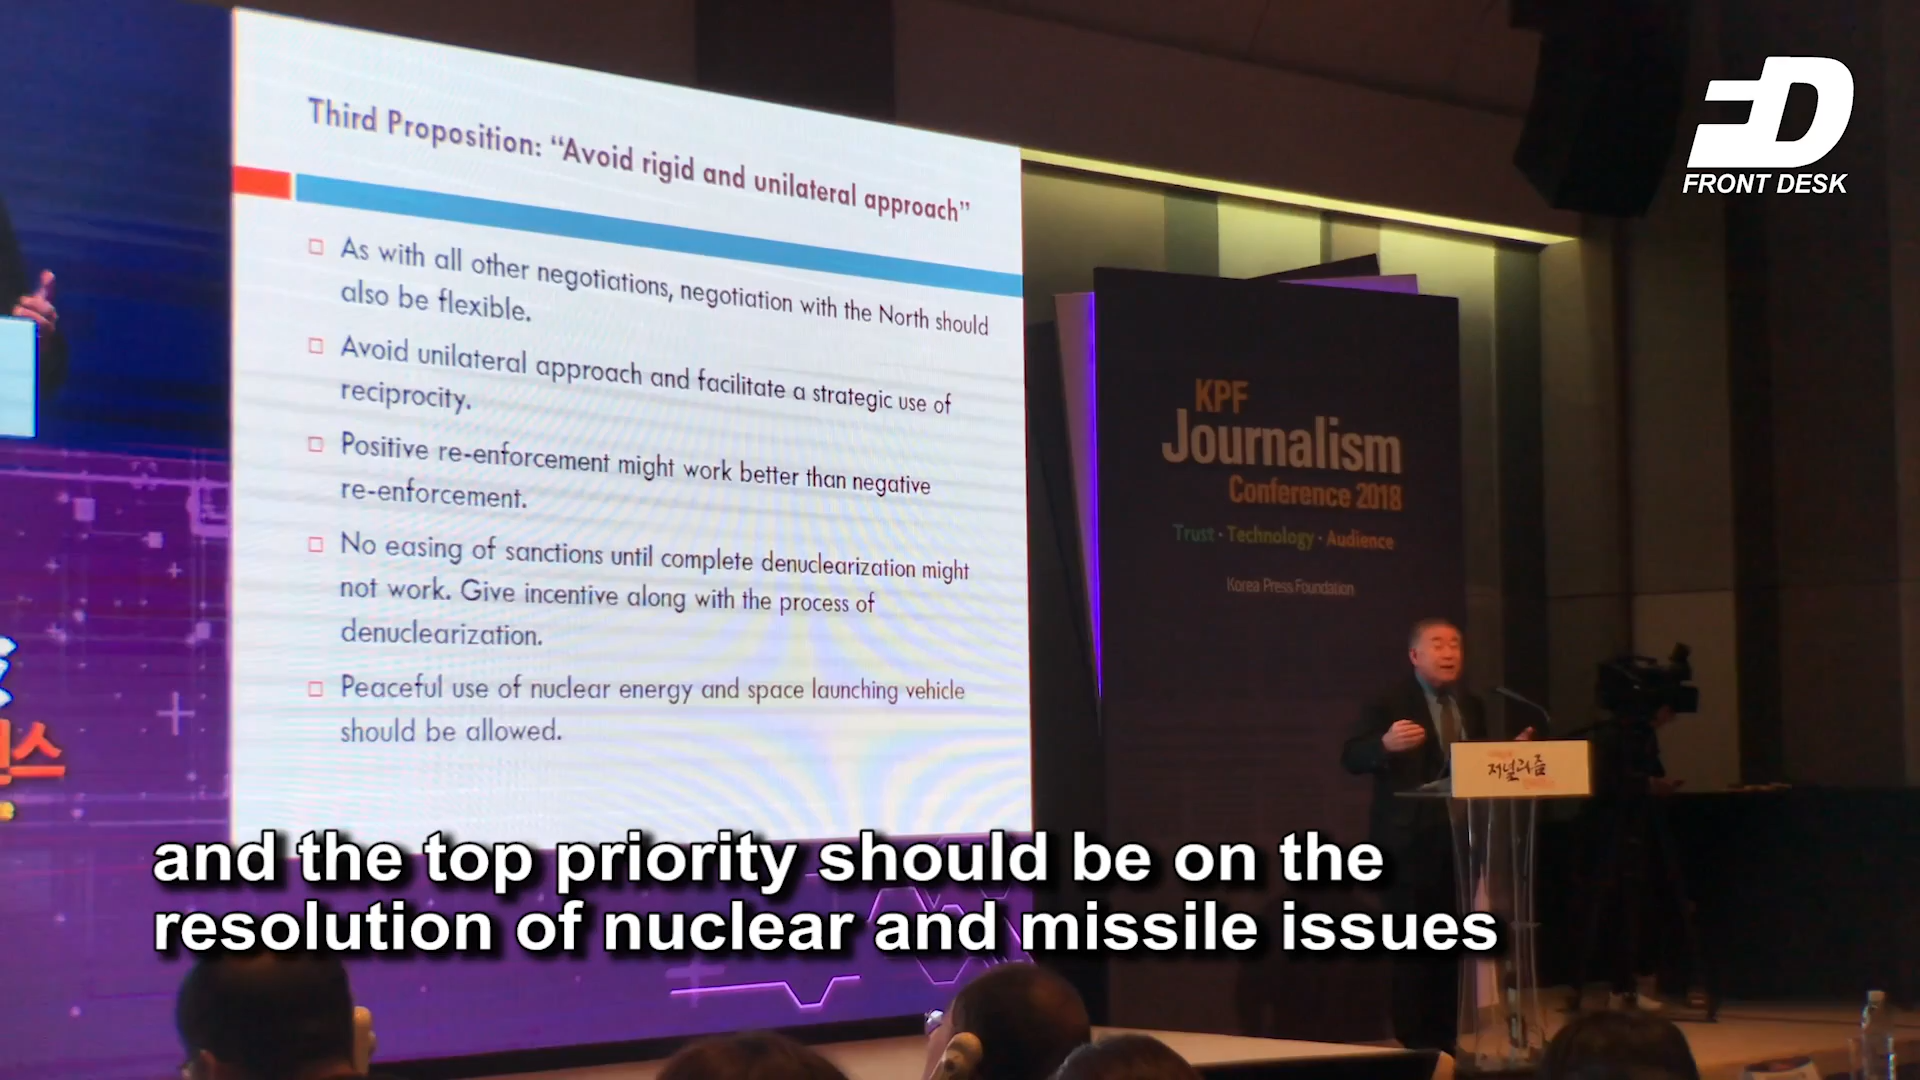 Third Proposition: “Avoid rigid and unilateral approach”
As with all other negotiations, negotiation with the North should
also be flexible.
Avoid unilateral approach and facilitate a strategic use of
reciprocity.
Positive re-enforcement might work better than negative
re-enforcement.
No easing of sanctions until complete denuclearization might
not work. Give incentive along with the process of
denuclearization.
Peaceful use of nuclear energy and space launching vehicle
should be allowed.
FD
FRONT DESK
KPF
Journalism
Conference 2018
Trust · Technology · Audience
Korea Press Foundation
저널리즘
and the top priority should be on the
resolution of nuclear and missile issues